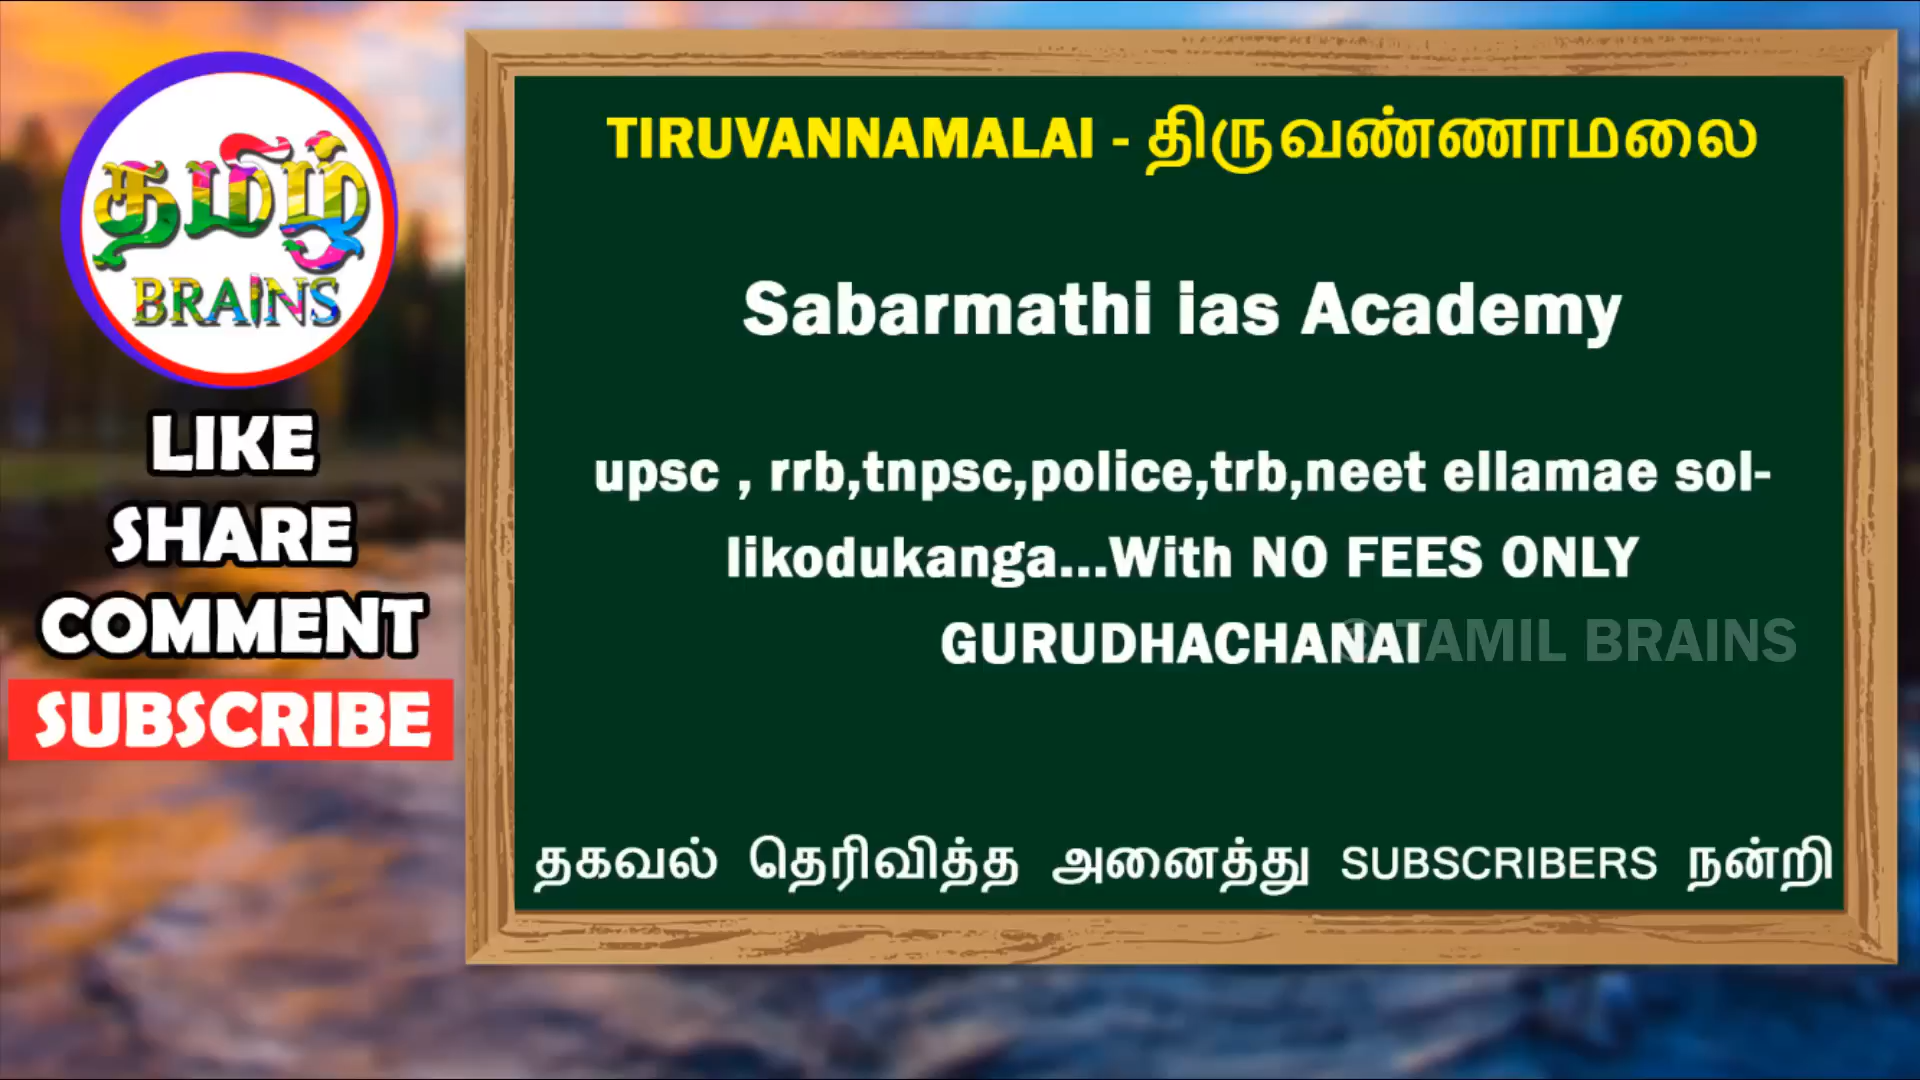 தமிழ்
BRAINS
LIKE
SHARE
COMMENT
SUBSCRIBE
TIRUVANNAMALAI - திருவண்ணாமலை
Sabarmathi ias Academy
upsc , rrb,tnpsc,police,trb,neet ellamae sol-
likodukanga...With NO FEES ONLY
GURUDHACHANAI
© TAMIL BRAINS
தகவல் தெரிவித்த அனைத்து SUBSCRIBERS நன்றி